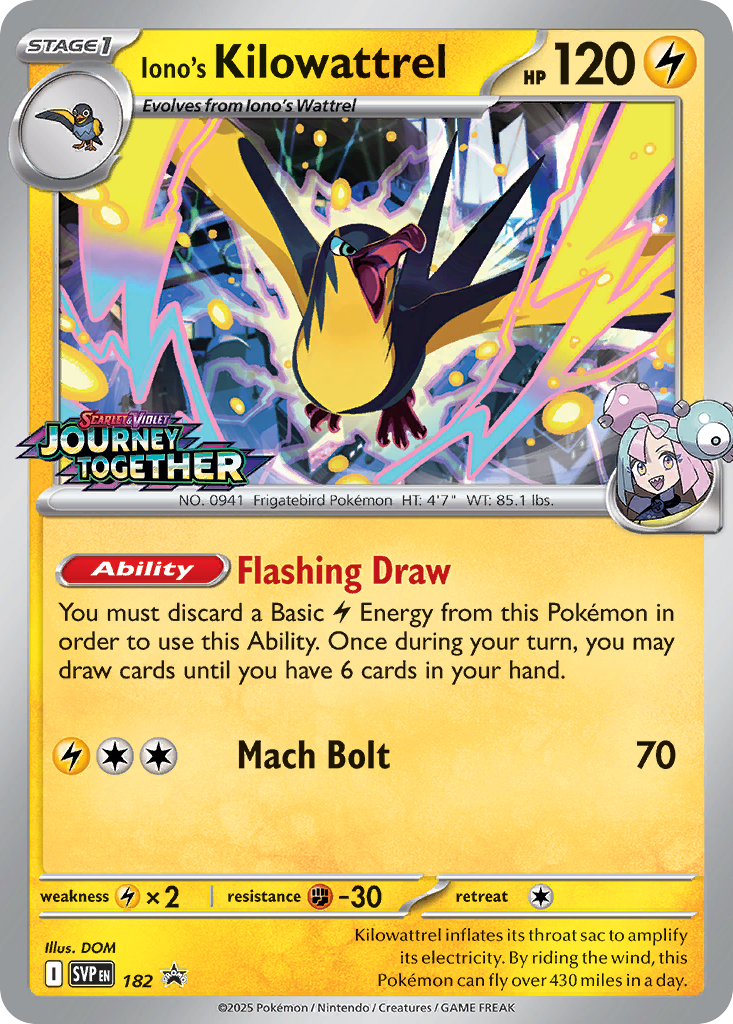 STAGE 1
Iono's Kilowattrel
HP 120
Evolves from Iono's Wattrel
SCARLET & VIOLET
JOURNEY
TOGETHER
NO. 0941 Frigatebird Pokémon HT: 4'7" WT: 85.1 lbs.
Ability Flashing Draw
You must discard a Basic Energy from this Pokémon in
order to use this Ability. Once during your turn, you may
draw cards until you have 6 cards in your hand.
Mach Bolt 70
weakness ×2 resistance -30 retreat
Illus. DOM
I SVP EN 182 PROMO
Kilowattrel inflates its throat sac to amplify
its electricity. By riding the wind, this
Pokémon can fly over 430 miles in a day.
©2025 Pokémon / Nintendo / Creatures / GAME FREAK